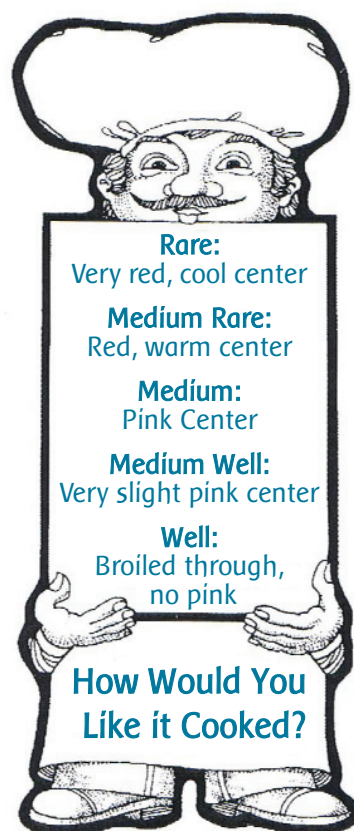 Rare:
Very red, cool center
Medium Rare:
Red, warm center
Medium:
Pink Center
Medium Well:
Very slight pink center
Well:
Broiled through,
no pink
How Would You
Like it Cooked?